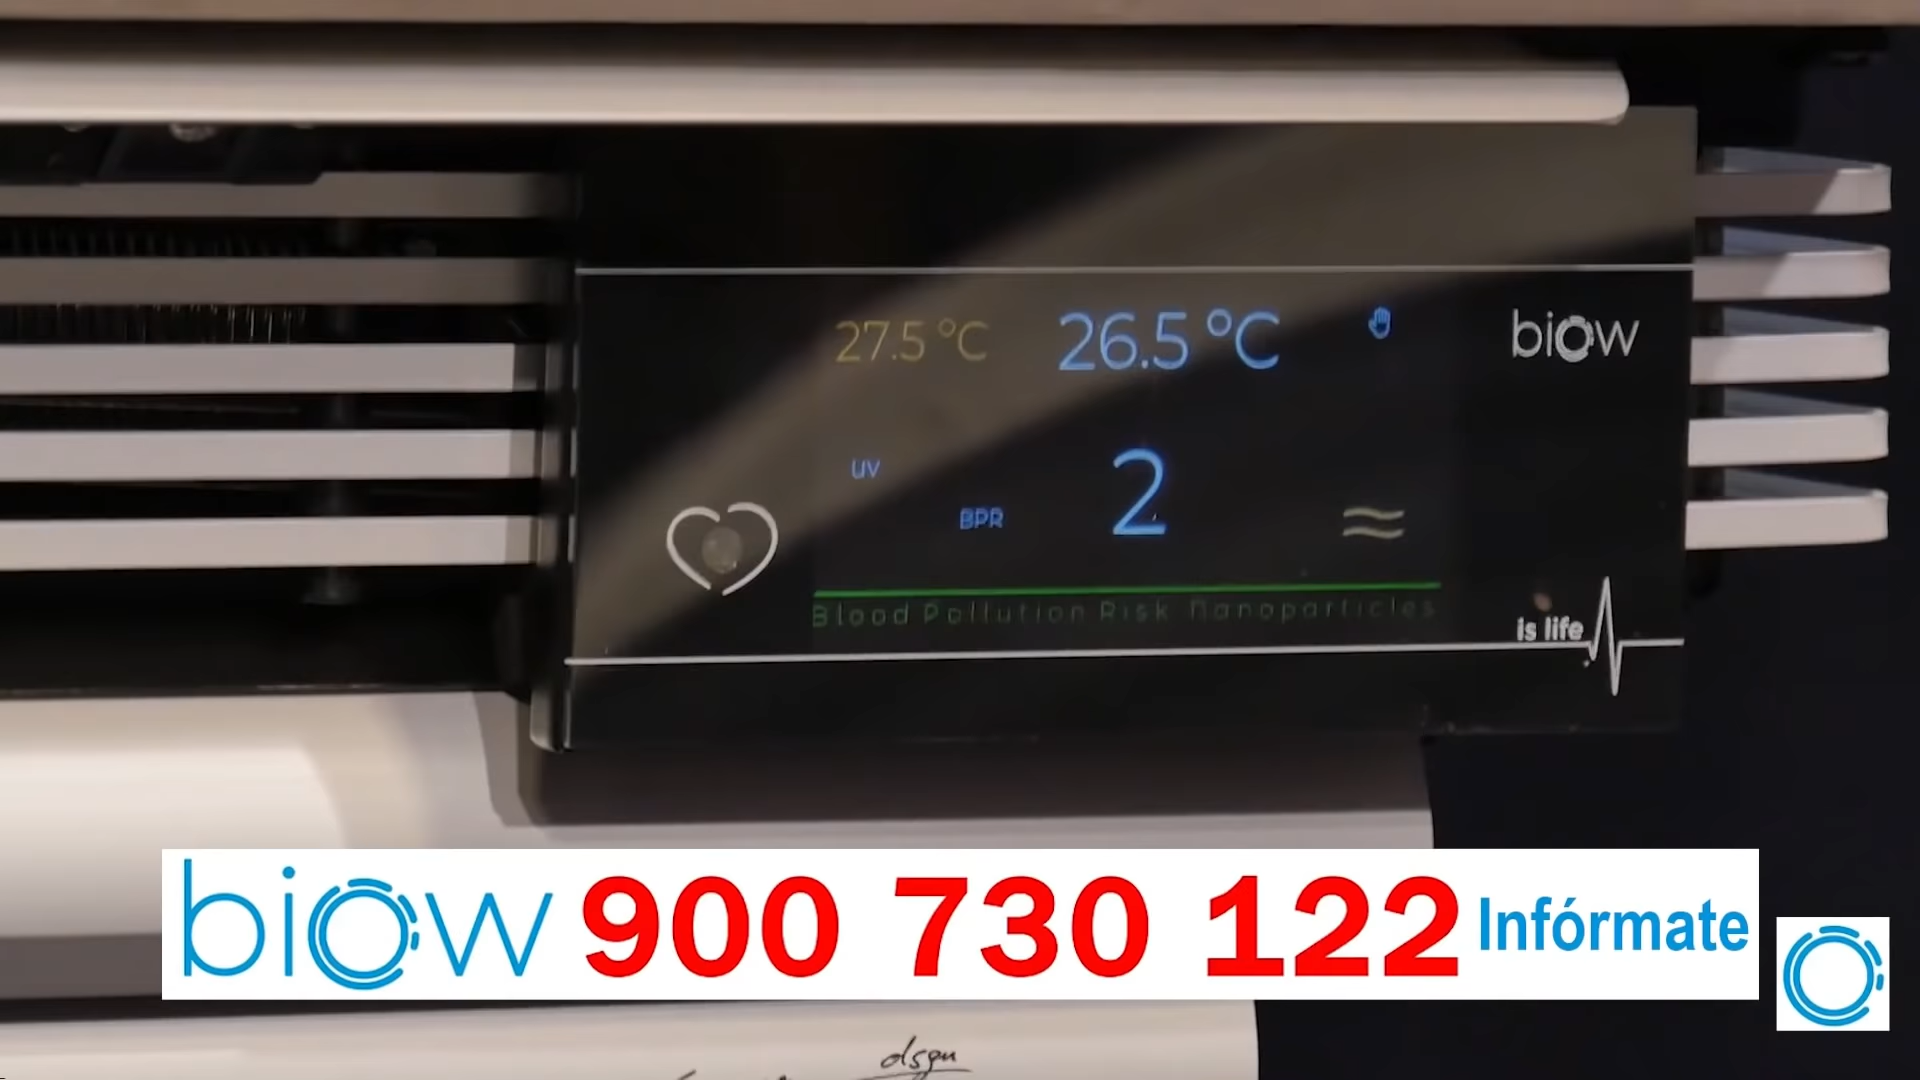 27.5 °C 26.5 °C
biow
UV
BPR 2
Blood Pollution Risk Nanoparticles
is life
biow 900 730 122 Infórmate
dsgn